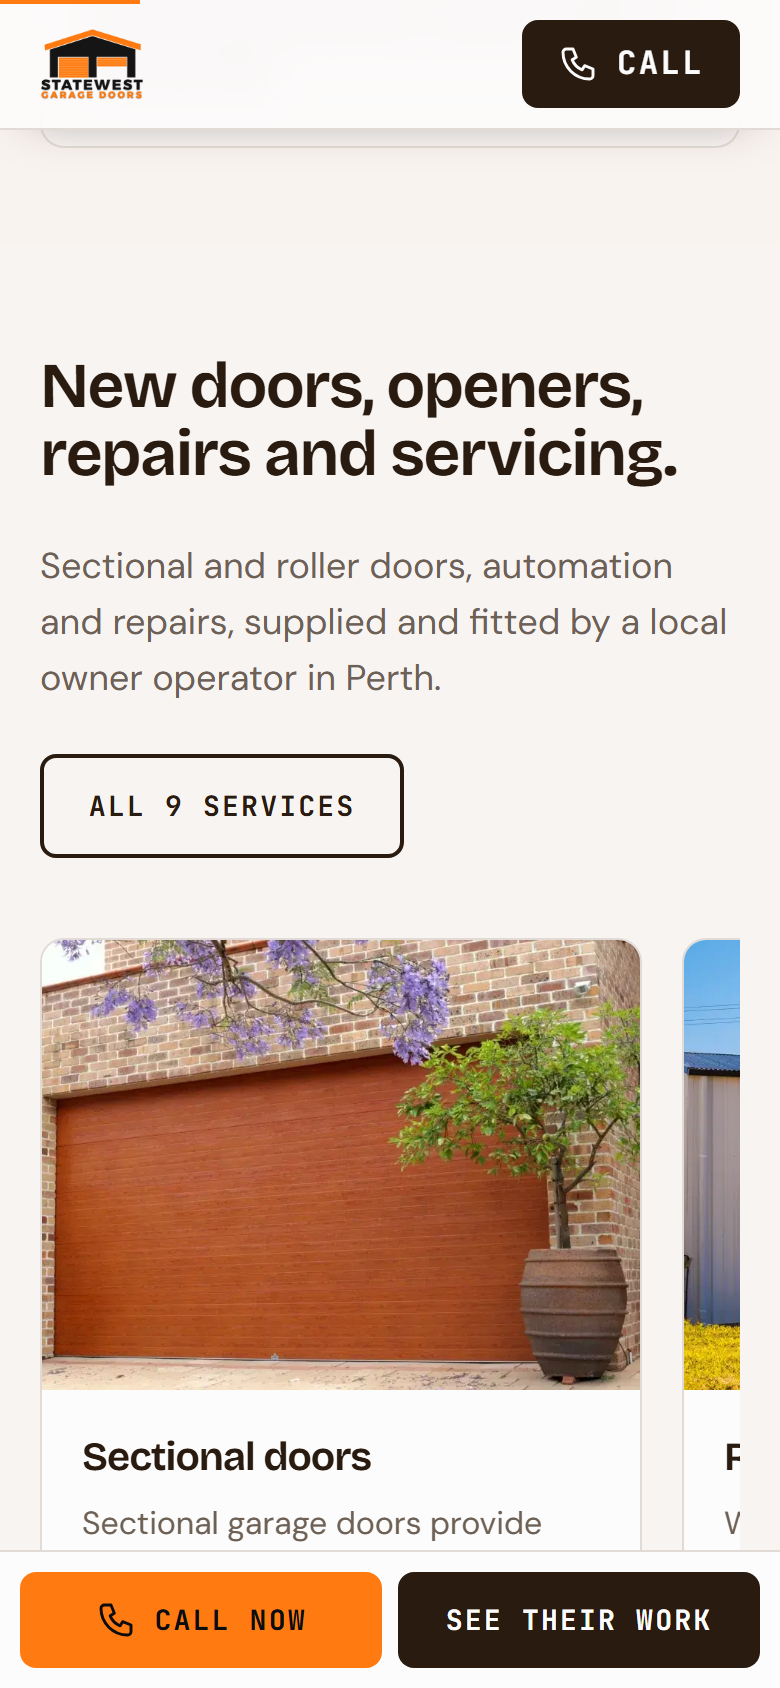 STATEWEST
GARAGE DOORS
CALL
New doors, openers,
repairs and servicing.
Sectional and roller doors, automation
and repairs, supplied and fitted by a local
owner operator in Perth.
ALL 9 SERVICES
Sectional doors
Sectional garage doors provide
CALL NOW
SEE THEIR WORK